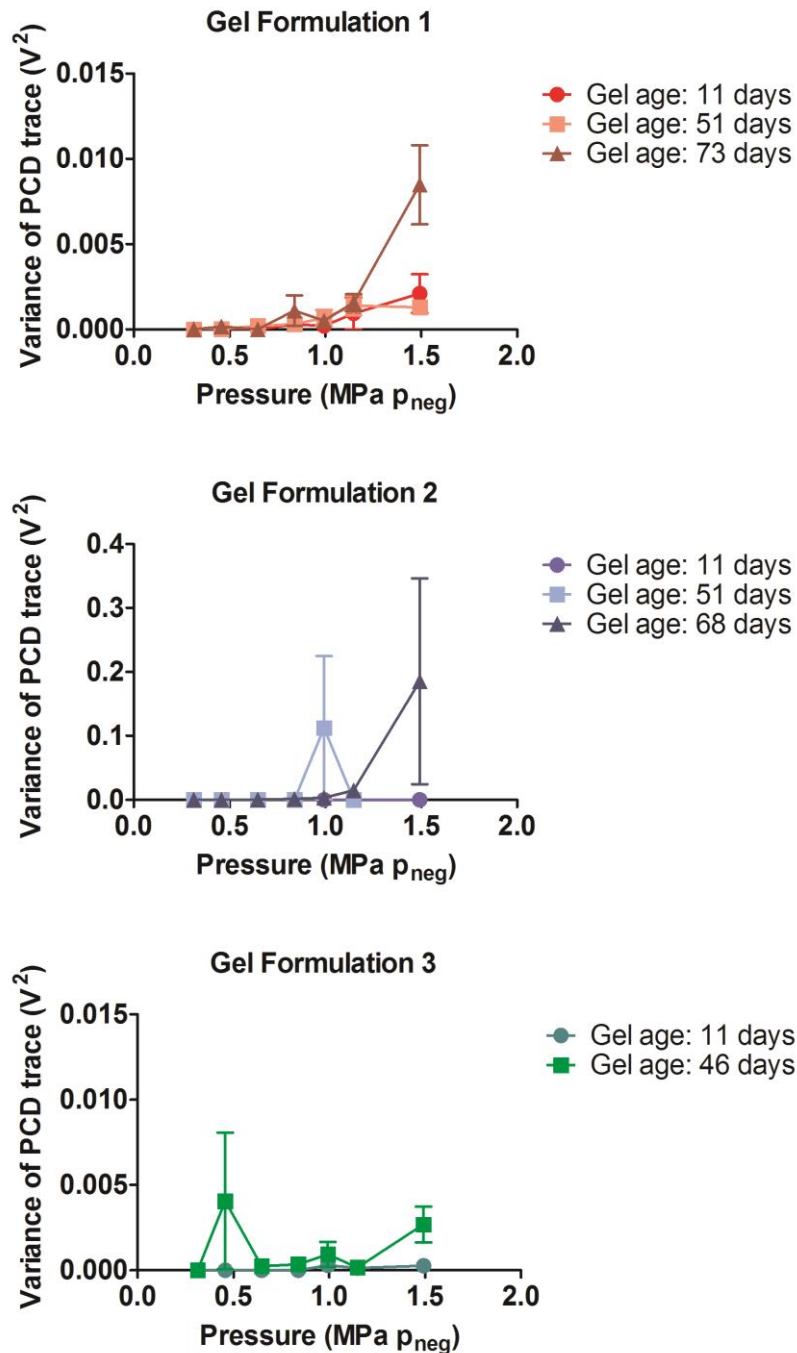 Gel Formulation 1
Variance of PCD trace (V²)
0.015
0.010
0.005
0.000
0.0 0.5 1.0 1.5 2.0
Pressure (MPa pneg)
Gel age: 11 days
Gel age: 51 days
Gel age: 73 days
Gel Formulation 2
Variance of PCD trace (V²)
0.4
0.3
0.2
0.1
0.0
0.0 0.5 1.0 1.5 2.0
Pressure (MPa pneg)
Gel age: 11 days
Gel age: 51 days
Gel age: 68 days
Gel Formulation 3
Variance of PCD trace (V²)
0.015
0.010
0.005
0.000
0.0 0.5 1.0 1.5 2.0
Pressure (MPa pneg)
Gel age: 11 days
Gel age: 46 days